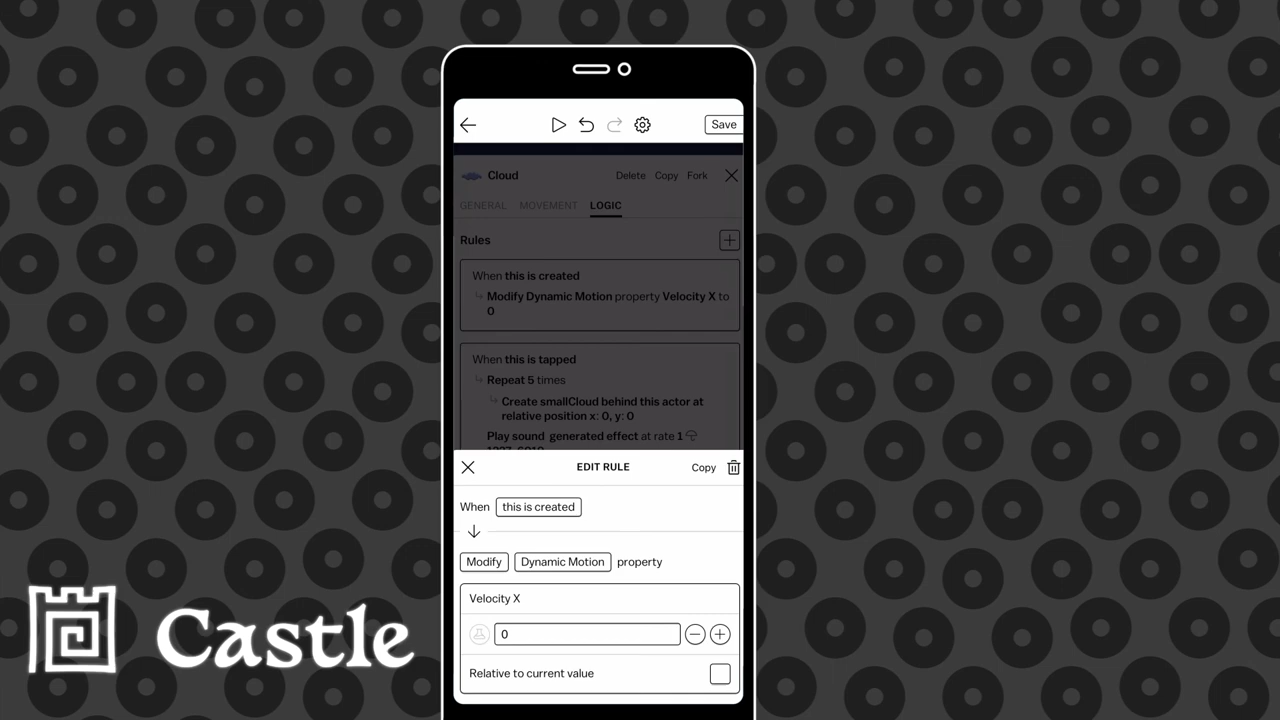 Save
Cloud
Delete Copy Fork
GENERAL MOVEMENT LOGIC
Rules
When this is created
Modify Dynamic Motion property Velocity X to
0
When this is tapped
Repeat 5 times
Create smallCloud behind this actor at
relative position x: 0, y: 0
Play sound generated effect at rate 1
EDIT RULE
Copy
When this is created
Modify Dynamic Motion property
Velocity X
0
Relative to current value
Castle